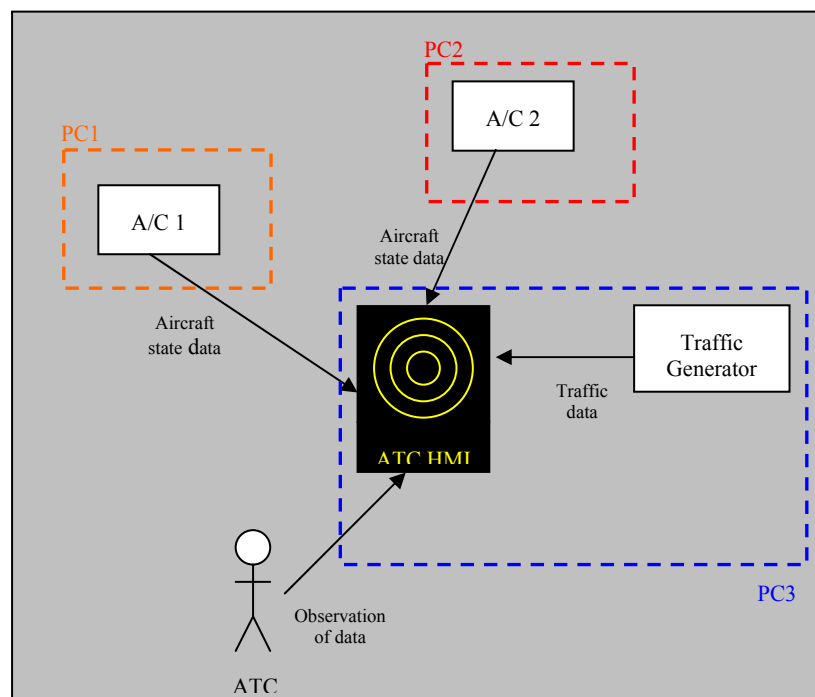 PC2
A/C 2
PC1
A/C 1
Aircraft
state data
Aircraft
state data
Traffic
Generator
Traffic
data
ATC HMI
Observation
of data
PC3
ATC